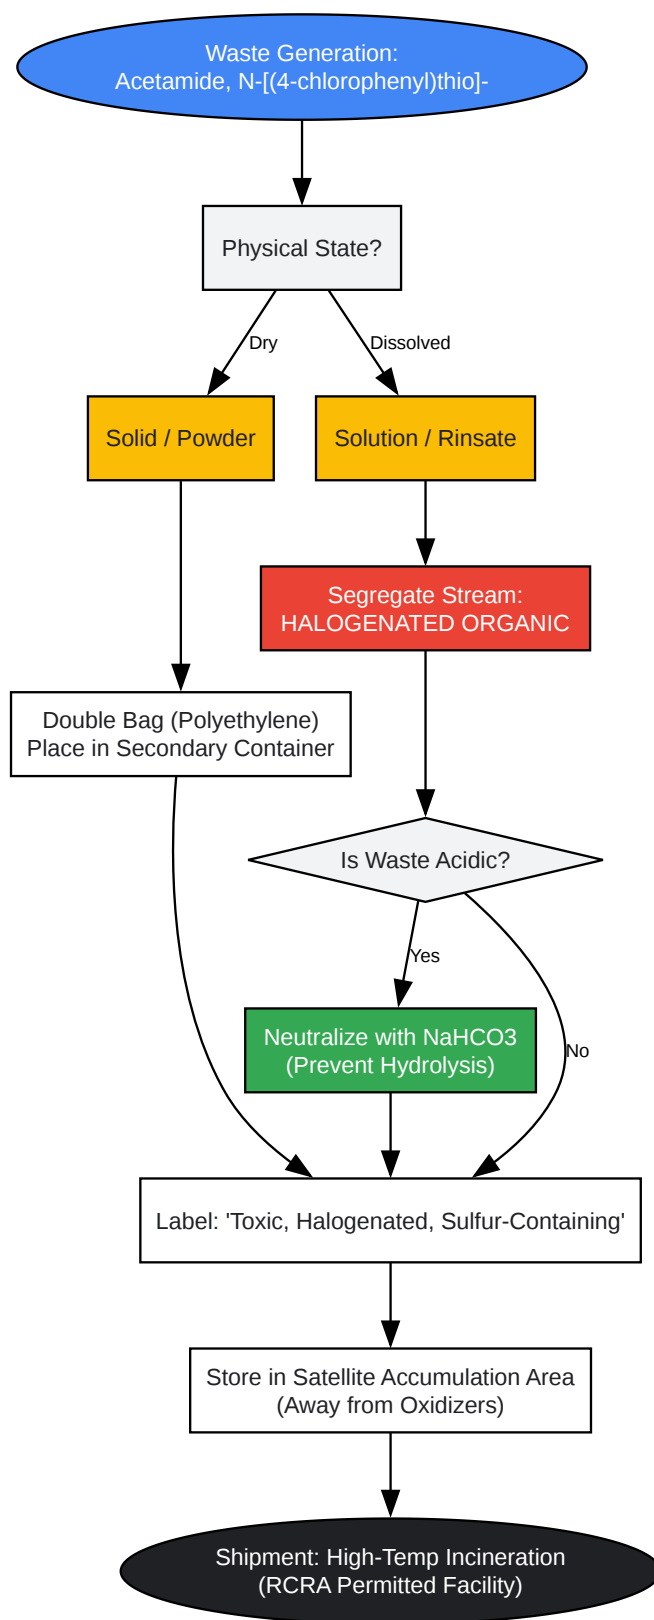 Waste Generation:
Acetamide, N-[(4-chlorophenyl)thio]-
Physical State?
Dry
Dissolved
Solid / Powder
Solution / Rinsate
Segregate Stream:
HALOGENATED ORGANIC
Double Bag (Polyethylene)
Place in Secondary Container
Is Waste Acidic?
Yes
Neutralize with NaHCO3
(Prevent Hydrolysis)
No
Label: 'Toxic, Halogenated, Sulfur-Containing'
Store in Satellite Accumulation Area
(Away from Oxidizers)
Shipment: High-Temp Incineration
(RCRA Permitted Facility)